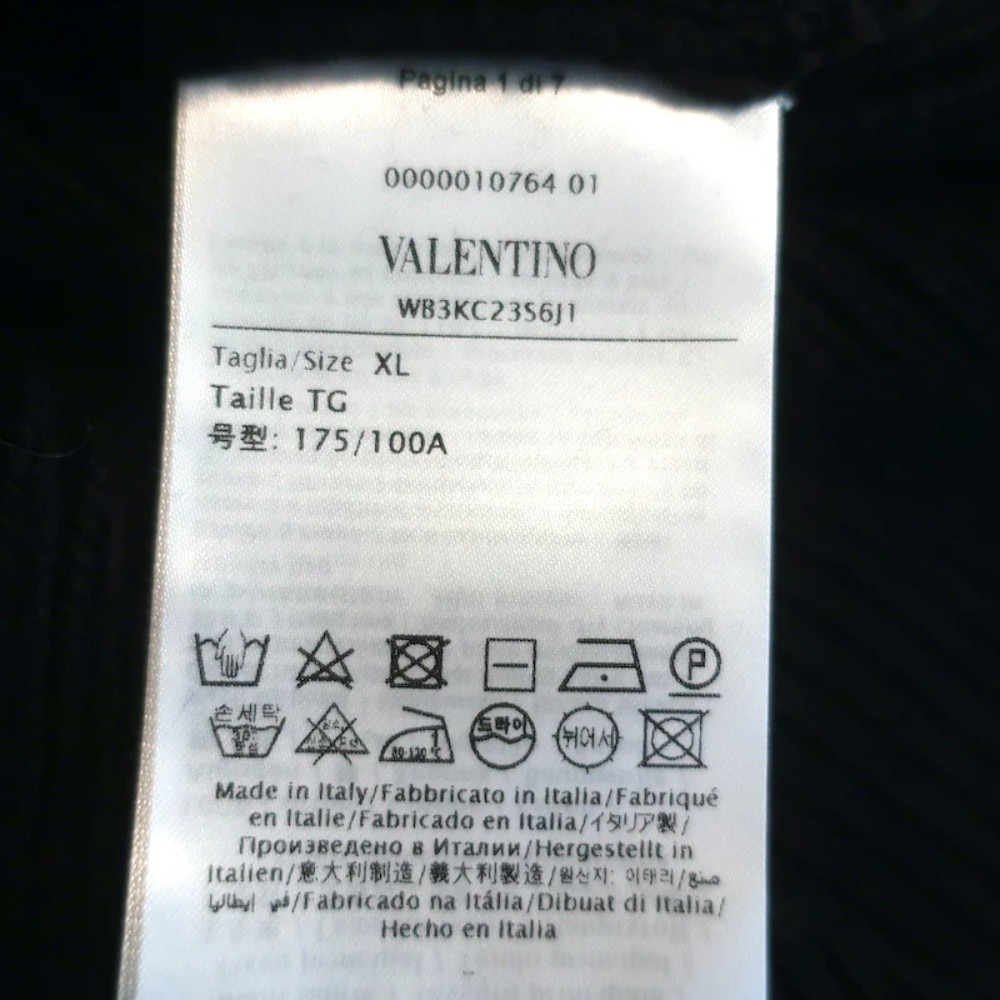 Pagina 1 di 7
0000010764 01
VALENTINO
WB3KC23S6J1
Taglia/Size XL
Taille TG
号型: 175/100A
P
손세탁
드라이 뉘어서
80-120°C
Made in Italy/Fabbricato in Italia/Fabriqué
en Italie/Fabricado en Italia/イタリア製/
Произведено в Италии/Hergestellt in
Italien/意大利制造/義大利製造/원산지: 이태리/صنع
في إيطاليا/Fabricado na Itália/Dibuat di Italia/
Hecho en Italia